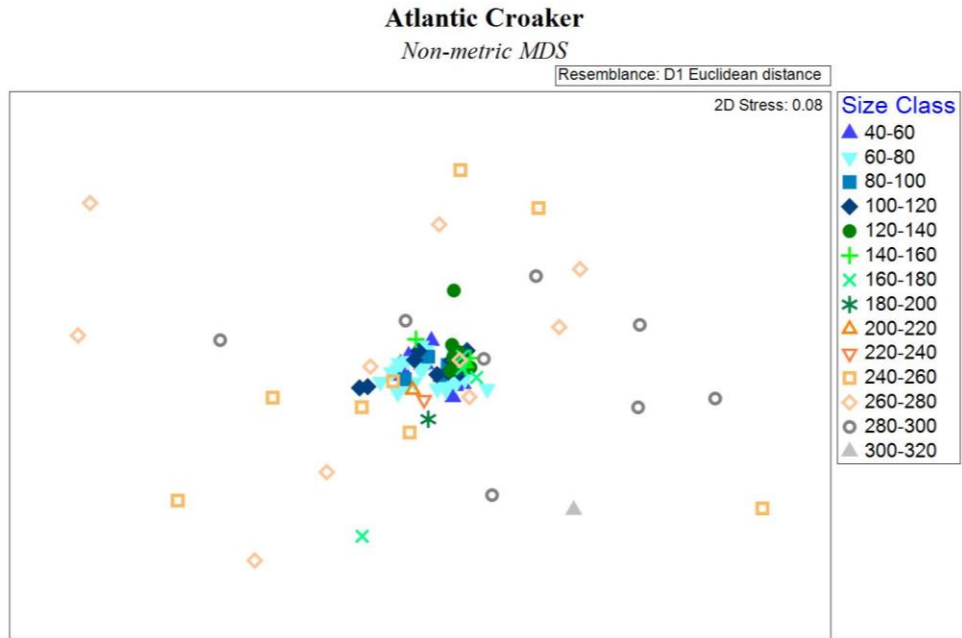 Atlantic Croaker
Non-metric MDS
Resemblance: D1 Euclidean distance
2D Stress: 0.08
Size Class
40-60
60-80
80-100
100-120
120-140
140-160
160-180
180-200
200-220
220-240
240-260
260-280
280-300
300-320